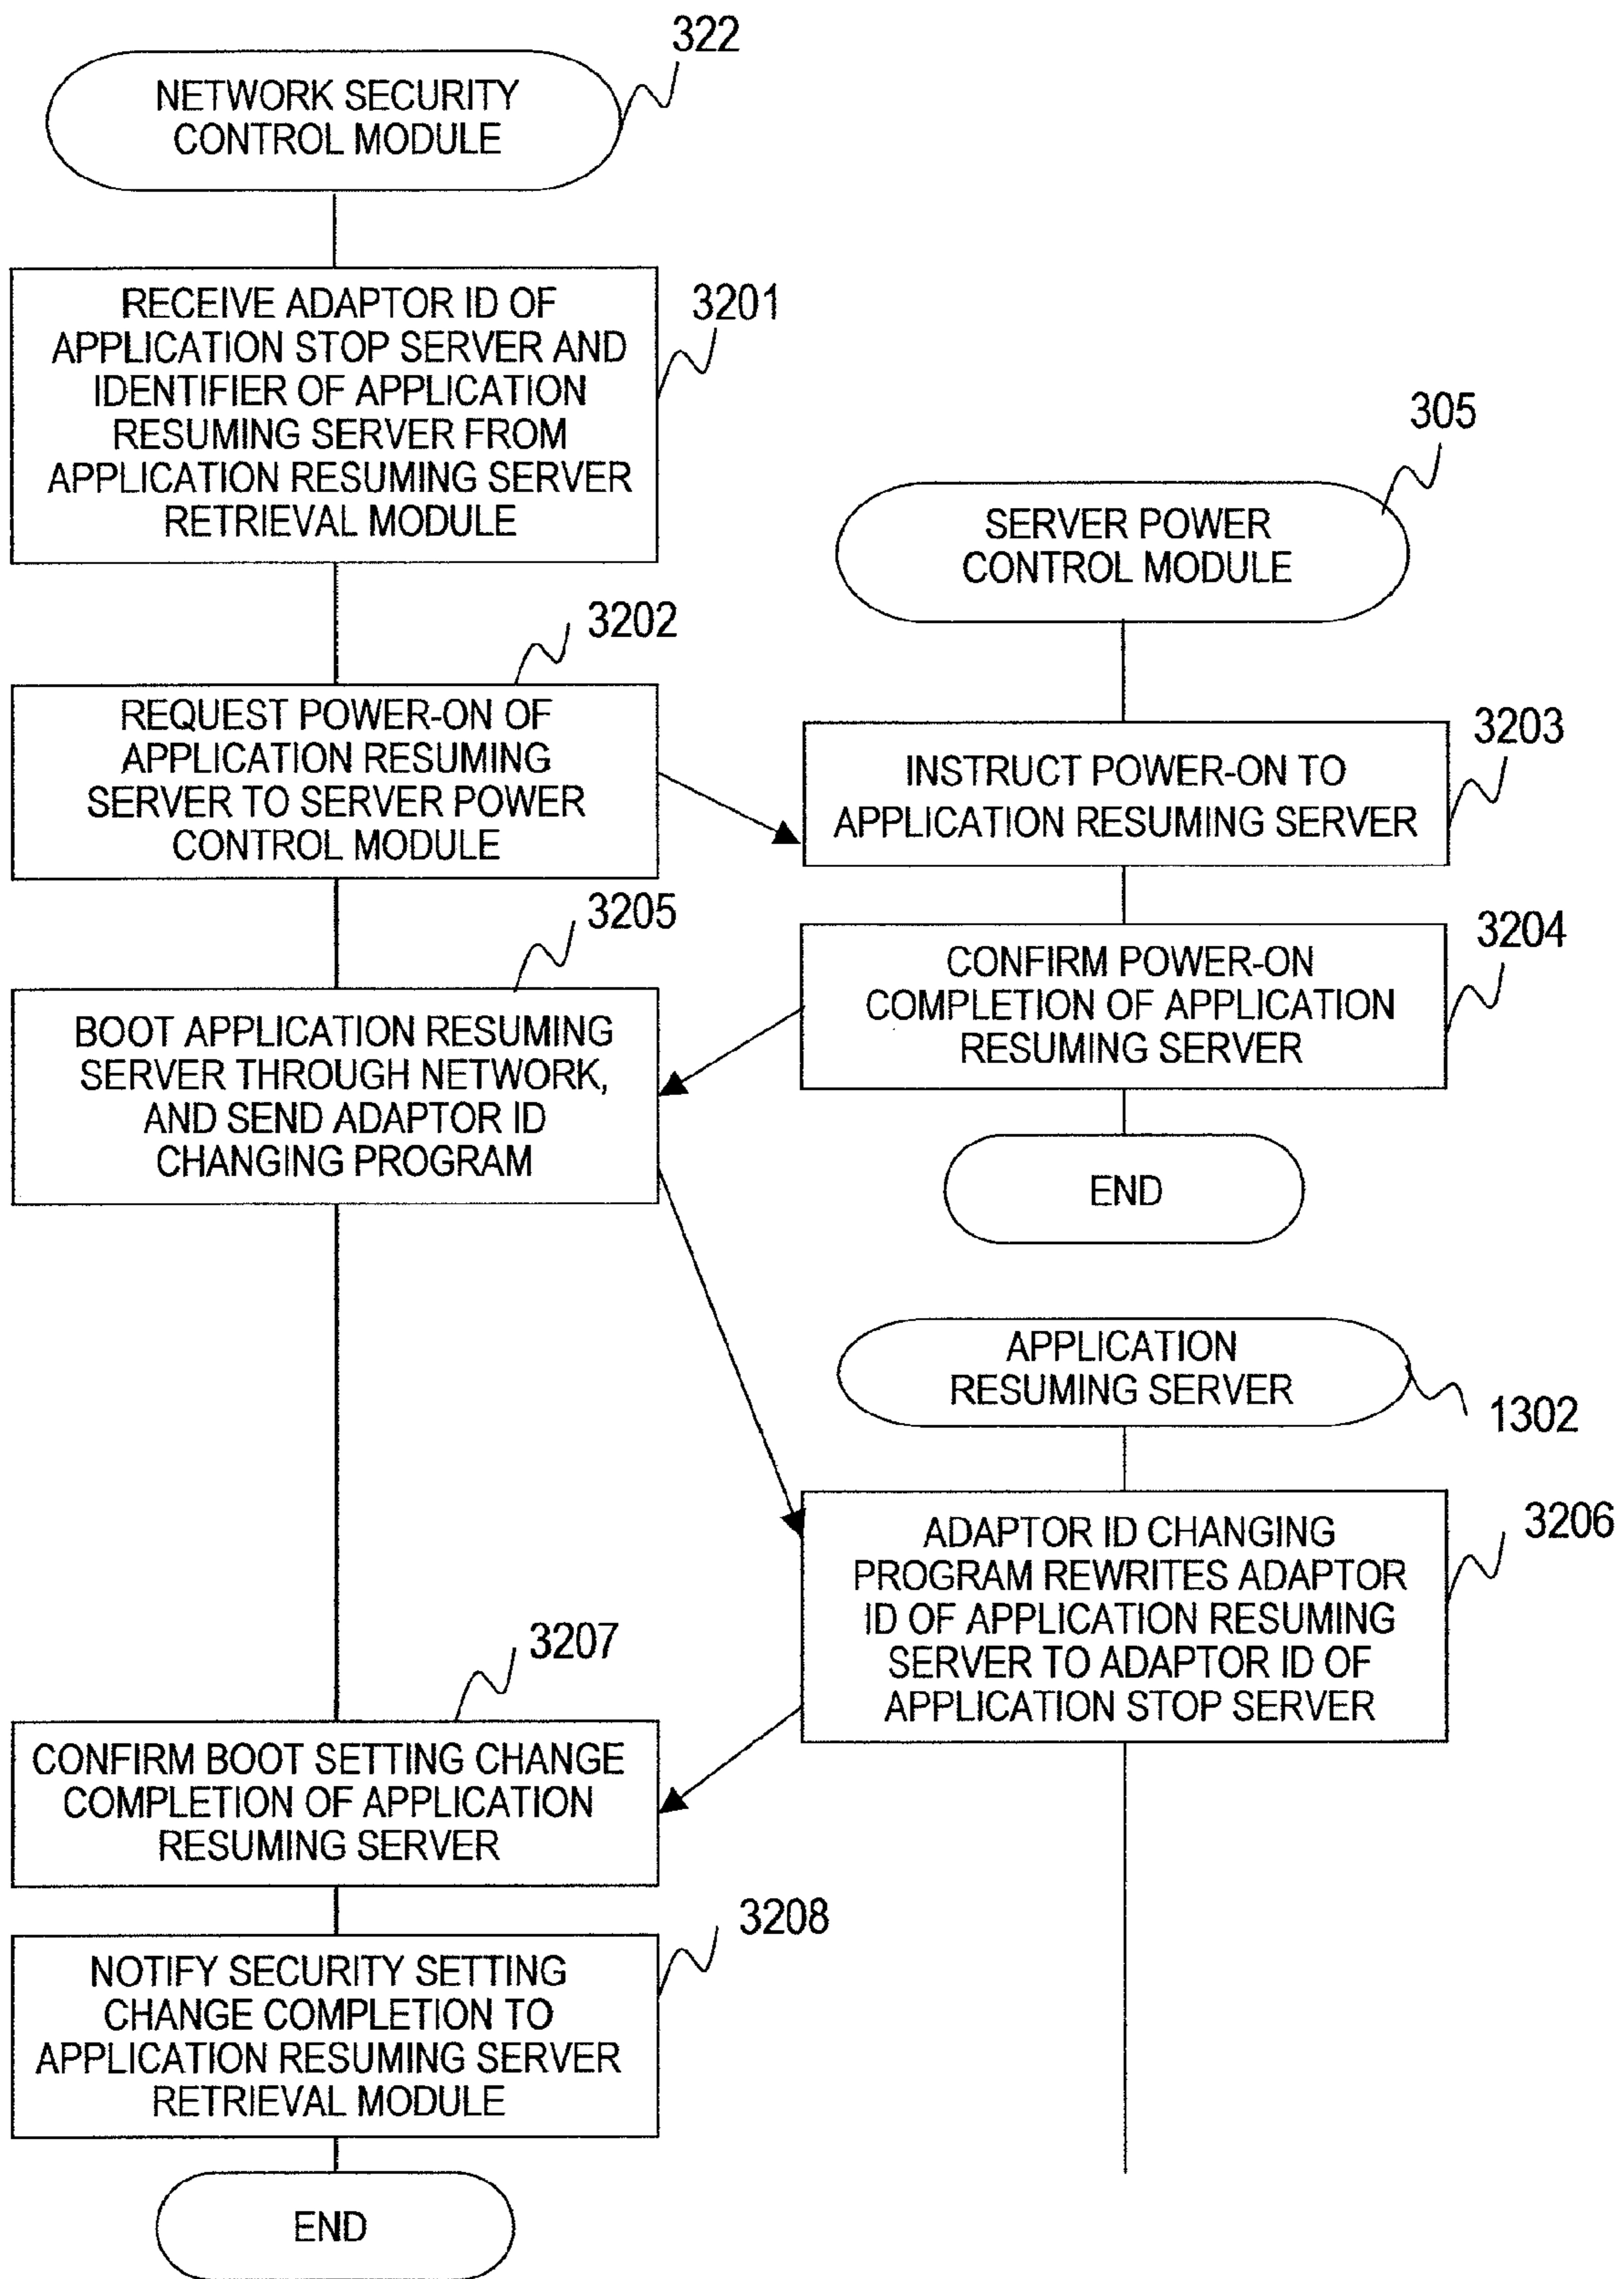 322
NETWORK SECURITY
CONTROL MODULE
3201
RECEIVE ADAPTOR ID OF
APPLICATION STOP SERVER AND
IDENTIFIER OF APPLICATION
RESUMING SERVER FROM
APPLICATION RESUMING SERVER
RETRIEVAL MODULE
305
SERVER POWER
CONTROL MODULE
3202
REQUEST POWER-ON OF
APPLICATION RESUMING
SERVER TO SERVER POWER
CONTROL MODULE
3203
INSTRUCT POWER-ON TO
APPLICATION RESUMING SERVER
3204
CONFIRM POWER-ON
COMPLETION OF APPLICATION
RESUMING SERVER
END
3205
BOOT APPLICATION RESUMING
SERVER THROUGH NETWORK,
AND SEND ADAPTOR ID
CHANGING PROGRAM
APPLICATION
RESUMING SERVER
1302
3206
ADAPTOR ID CHANGING
PROGRAM REWRITES ADAPTOR
ID OF APPLICATION RESUMING
SERVER TO ADAPTOR ID OF
APPLICATION STOP SERVER
3207
CONFIRM BOOT SETTING CHANGE
COMPLETION OF APPLICATION
RESUMING SERVER
3208
NOTIFY SECURITY SETTING
CHANGE COMPLETION TO
APPLICATION RESUMING SERVER
RETRIEVAL MODULE
END